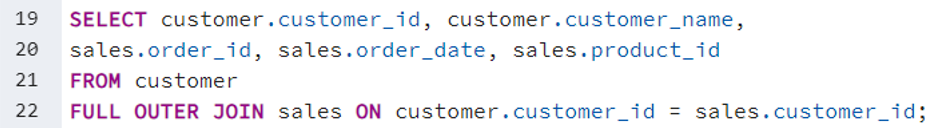 19 SELECT customer.customer_id, customer.customer_name,
20 sales.order_id, sales.order_date, sales.product_id
21 FROM customer
22 FULL OUTER JOIN sales ON customer.customer_id = sales.customer_id;